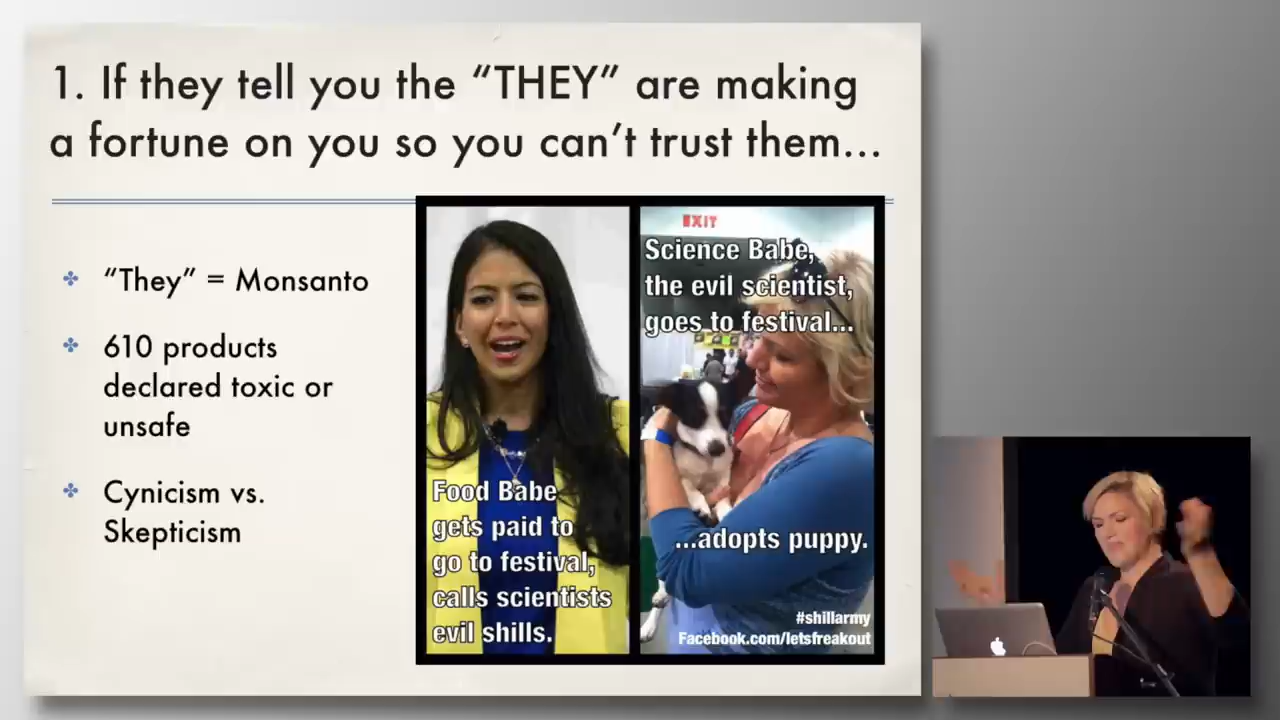 1. If they tell you the “THEY” are making
a fortune on you so you can’t trust them...
“They” = Monsanto
610 products
declared toxic or
unsafe
Cynicism vs.
Skepticism
Food Babe
gets paid to
go to festival,
calls scientists
evil shills.
EXIT
Science Babe,
the evil scientist,
goes to festival...
...adopts puppy.
#shillarmy
Facebook.com/letsfreakout